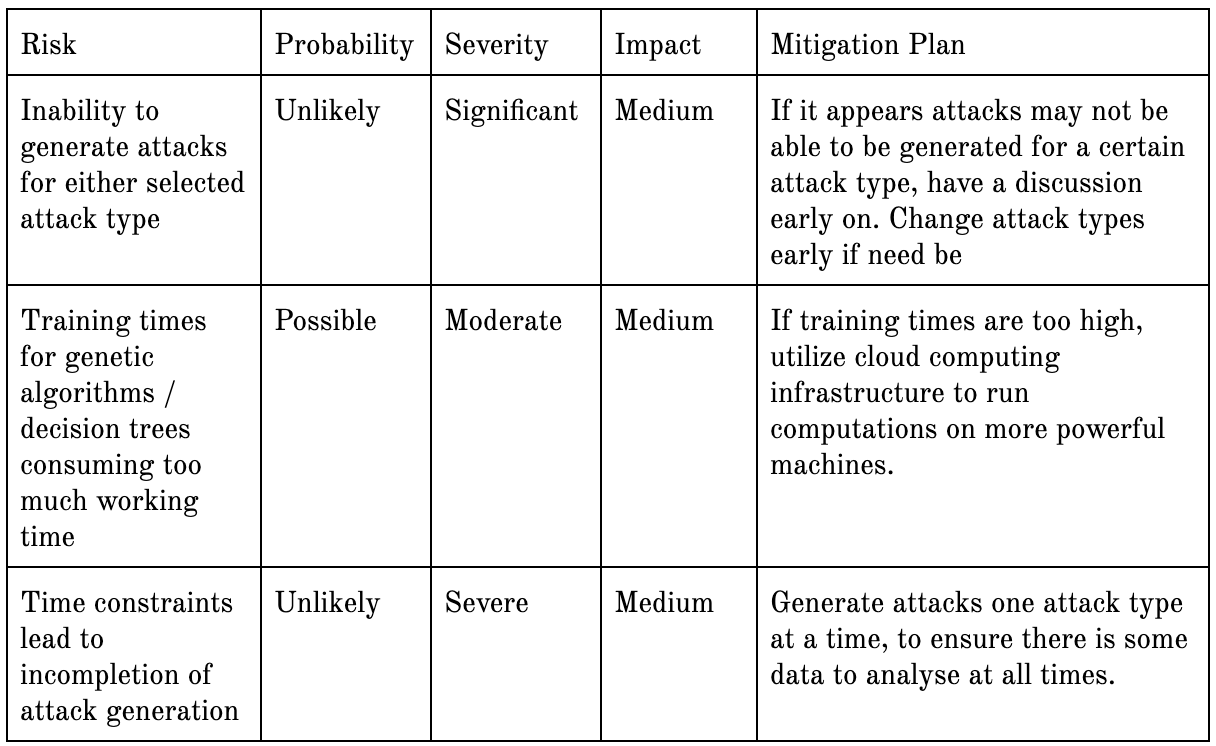 Risk
Probability
Severity
Impact
Mitigation Plan
Inability to
generate attacks
for either selected
attack type
Unlikely
Significant
Medium
If it appears attacks may not be
able to be generated for a certain
attack type, have a discussion
early on. Change attack types
early if need be
Training times
for genetic
algorithms /
decision trees
consuming too
much working
time
Possible
Moderate
Medium
If training times are too high,
utilize cloud computing
infrastructure to run
computations on more powerful
machines.
Time constraints
lead to
incompletion of
attack generation
Unlikely
Severe
Medium
Generate attacks one attack type
at a time, to ensure there is some
data to analyse at all times.